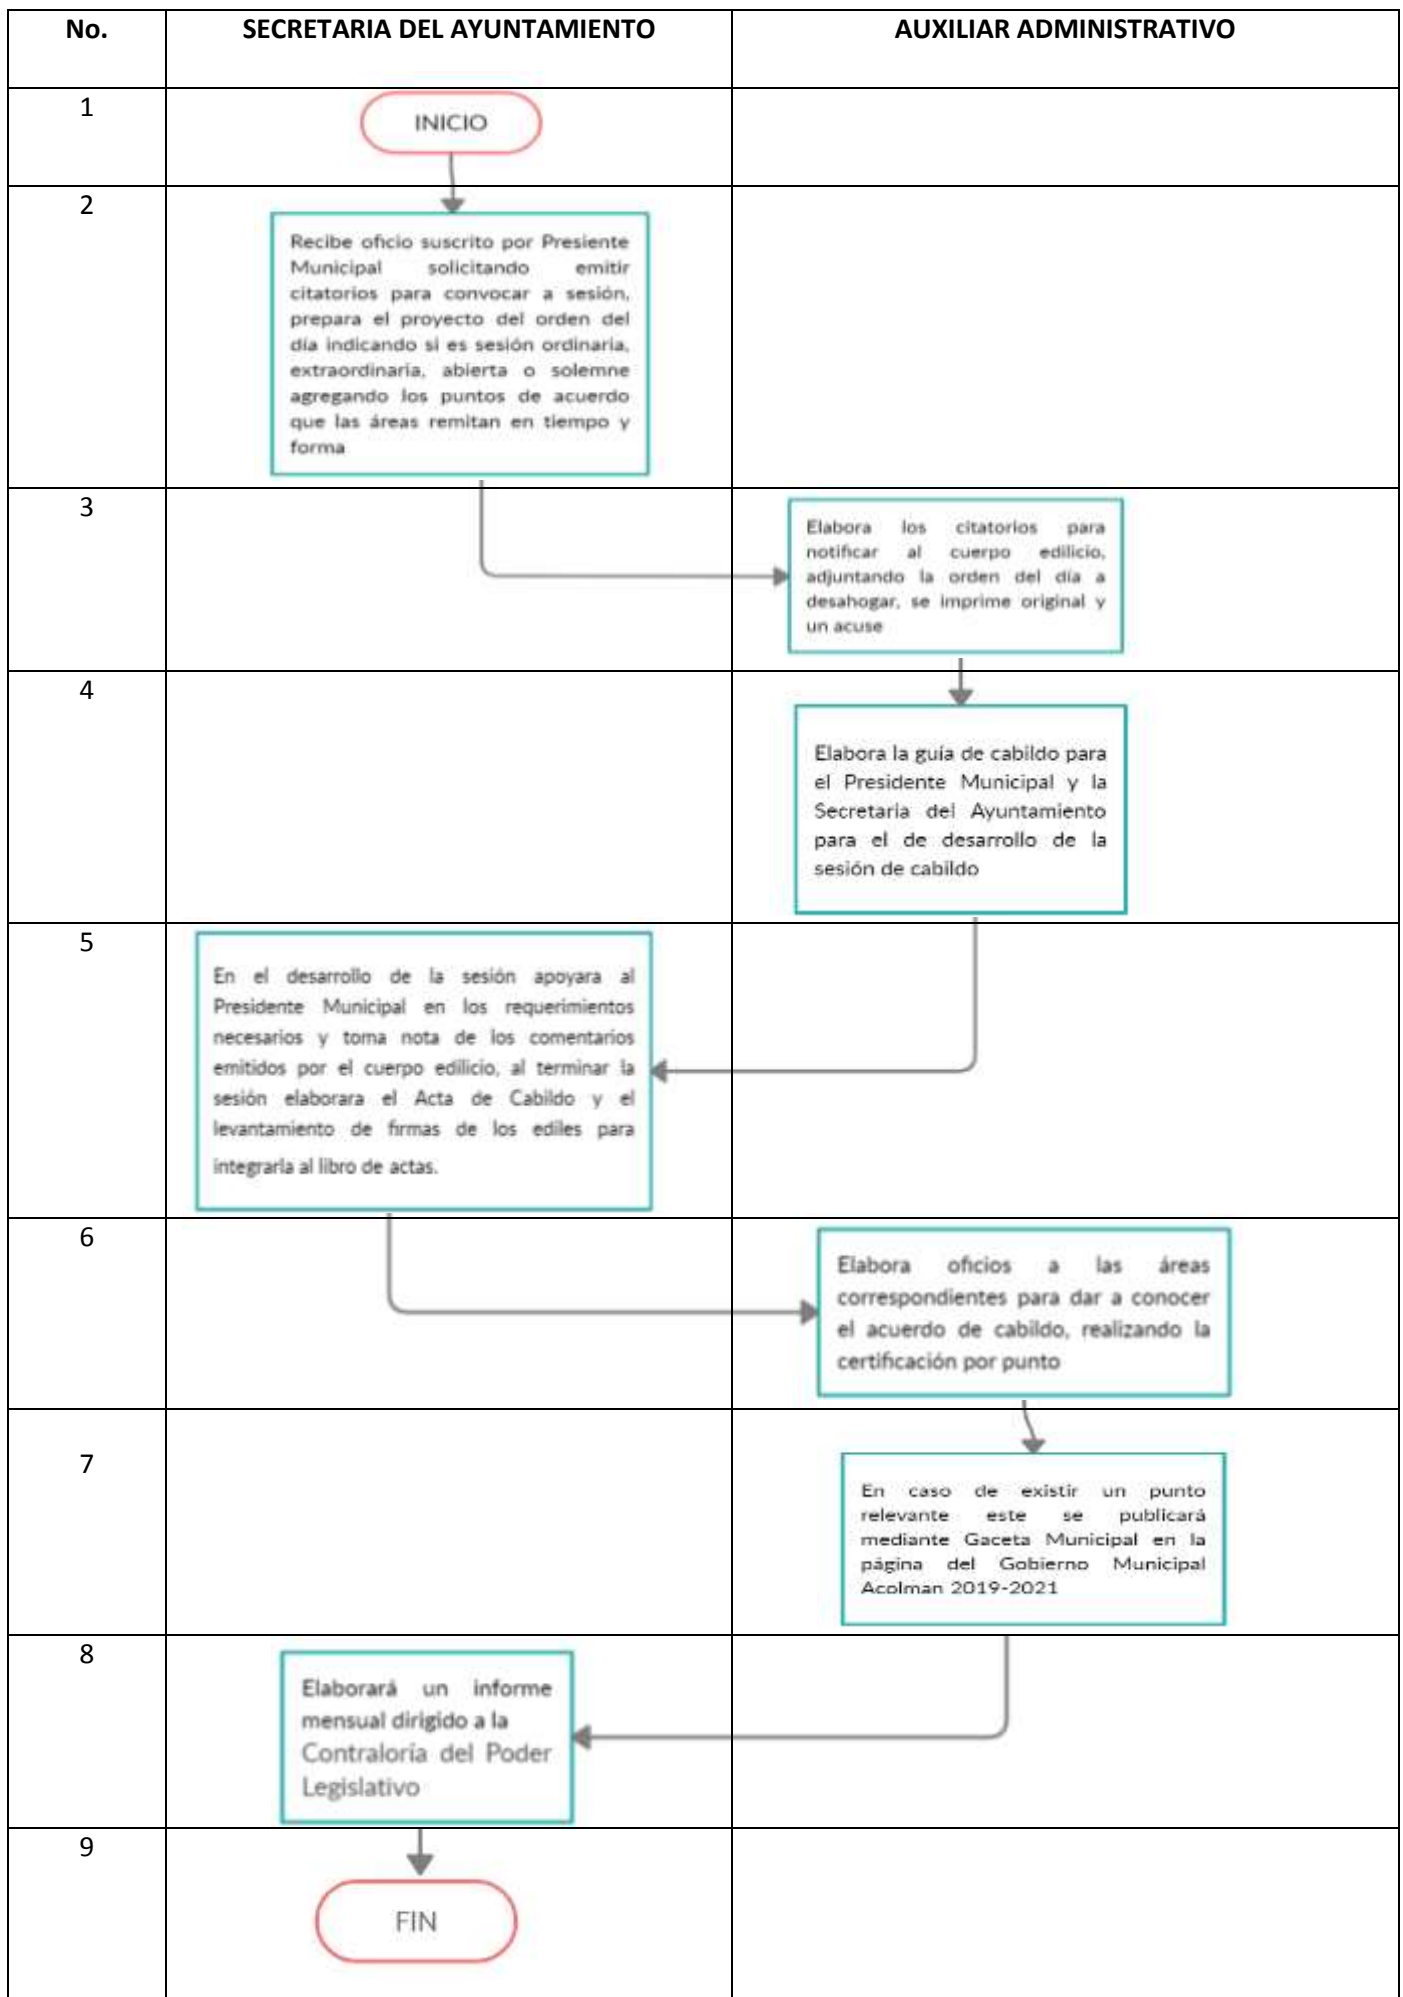 No. SECRETARIA DEL AYUNTAMIENTO AUXILIAR ADMINISTRATIVO
1
INICIO
2
Recibe oficio suscrito por Presiente
Municipal solicitando emitir
citatorios para convocar a sesión,
prepara el proyecto del orden del
día indicando si es sesión ordinaria,
extraordinaria, abierta o solemne
agregando los puntos de acuerdo
que las áreas remitan en tiempo y
forma
3
Elabora los citatorios para
notificar al cuerpo edilicio,
adjuntando la orden del día a
desahogar, se imprime original y
un acuse
4
Elabora la guía de cabildo para
el Presidente Municipal y la
Secretaria del Ayuntamiento
para el de desarrollo de la
sesión de cabildo
5
En el desarrollo de la sesión apoyara al
Presidente Municipal en los requerimientos
necesarios y toma nota de los comentarios
emitidos por el cuerpo edilicio, al terminar la
sesión elaborara el Acta de Cabildo y el
levantamiento de firmas de los ediles para
integrarla al libro de actas.
6
Elabora oficios a las áreas
correspondientes para dar a conocer
el acuerdo de cabildo, realizando la
certificación por punto
7
En caso de existir un punto
relevante este se publicará
mediante Gaceta Municipal en la
página del Gobierno Municipal
Acolman 2019-2021
8
Elaborará un informe
mensual dirigido a la
Contraloría del Poder
Legislativo
9
FIN